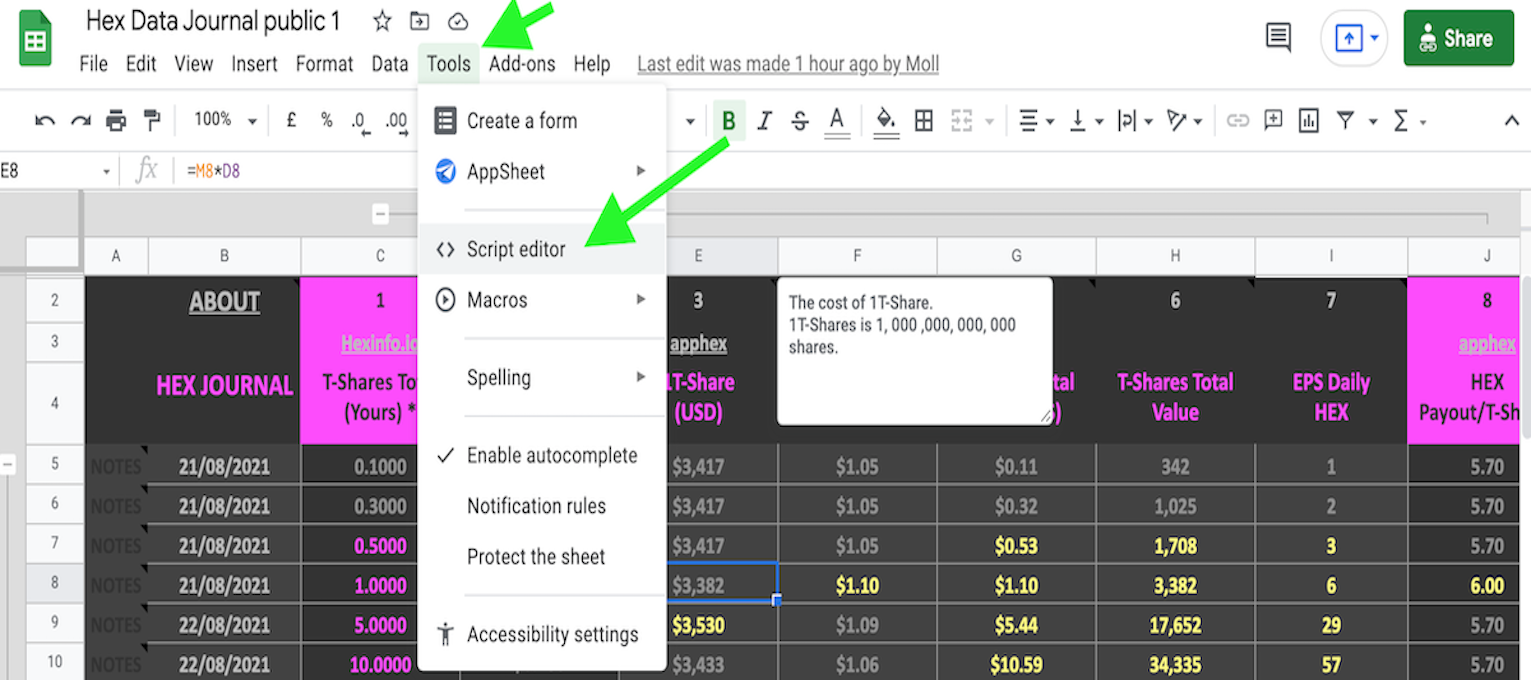 Hex Data Journal public 1
File Edit View Insert Format Data Tools Add-ons Help Last edit was made 1 hour ago by Moll
Share
100% £ % .0 .00 B I S A
E8 fx =M8*D8
Create a form
AppSheet
Script editor
Macros
Spelling
Enable autocomplete
Notification rules
Protect the sheet
Accessibility settings
A B C E F G H I J
2 ABOUT 1 3 6 7 8
The cost of 1T-Share.
1T-Shares is 1, 000 ,000, 000, 000
shares.
3 Hexinfo.io apphex apphex
4 HEX JOURNAL
T-Shares To 1T-Share tal T-Shares Total EPS Daily HEX
(Yours) * (USD) Value HEX Payout/T-Sh
5 NOTES 21/08/2021 0.1000 $3,417 $1.05 $0.11 342 1 5.70
6 NOTES 21/08/2021 0.3000 $3,417 $1.05 $0.32 1,025 2 5.70
7 NOTES 21/08/2021 0.5000 $3,417 $1.05 $0.53 1,708 3 5.70
8 NOTES 21/08/2021 1.0000 $3,382 $1.10 $1.10 3,382 6 6.00
9 NOTES 22/08/2021 5.0000 $3,530 $1.09 $5.44 17,652 29 5.70
10 NOTES 22/08/2021 10.0000 $3,433 $1.06 $10.59 34,335 57 5.70